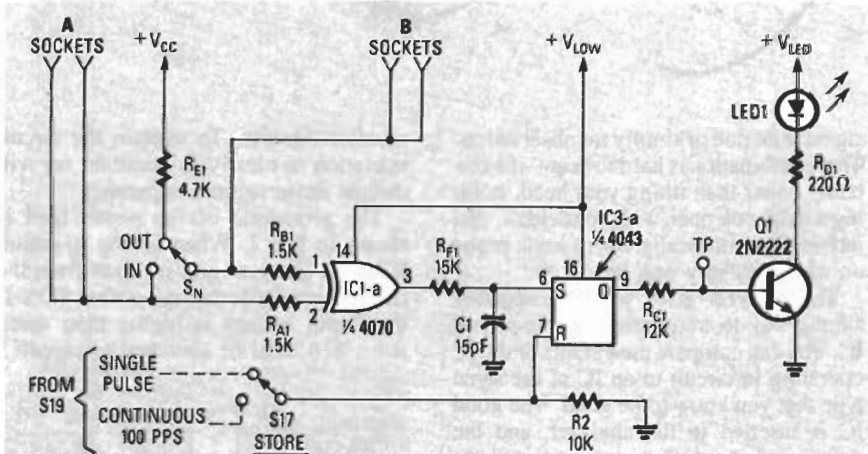 A
SOCKETS
+VCC
B
SOCKETS
+VLOW
+VLED
LED1
RE1
4.7K
RD1
220Ω
OUT
IN
SN
RB1
1.5K
1
2
14
3
IC1-a
¼ 4070
RA1
1.5K
RF1
15K
C1
15pF
IC3-a
¼ 4043
16
6
S
Q
9
7
R
TP
Q1
2N2222
RC1
12K
FROM
S19
SINGLE
PULSE
CONTINUOUS
100 PPS
S17
STORE
R2
10K